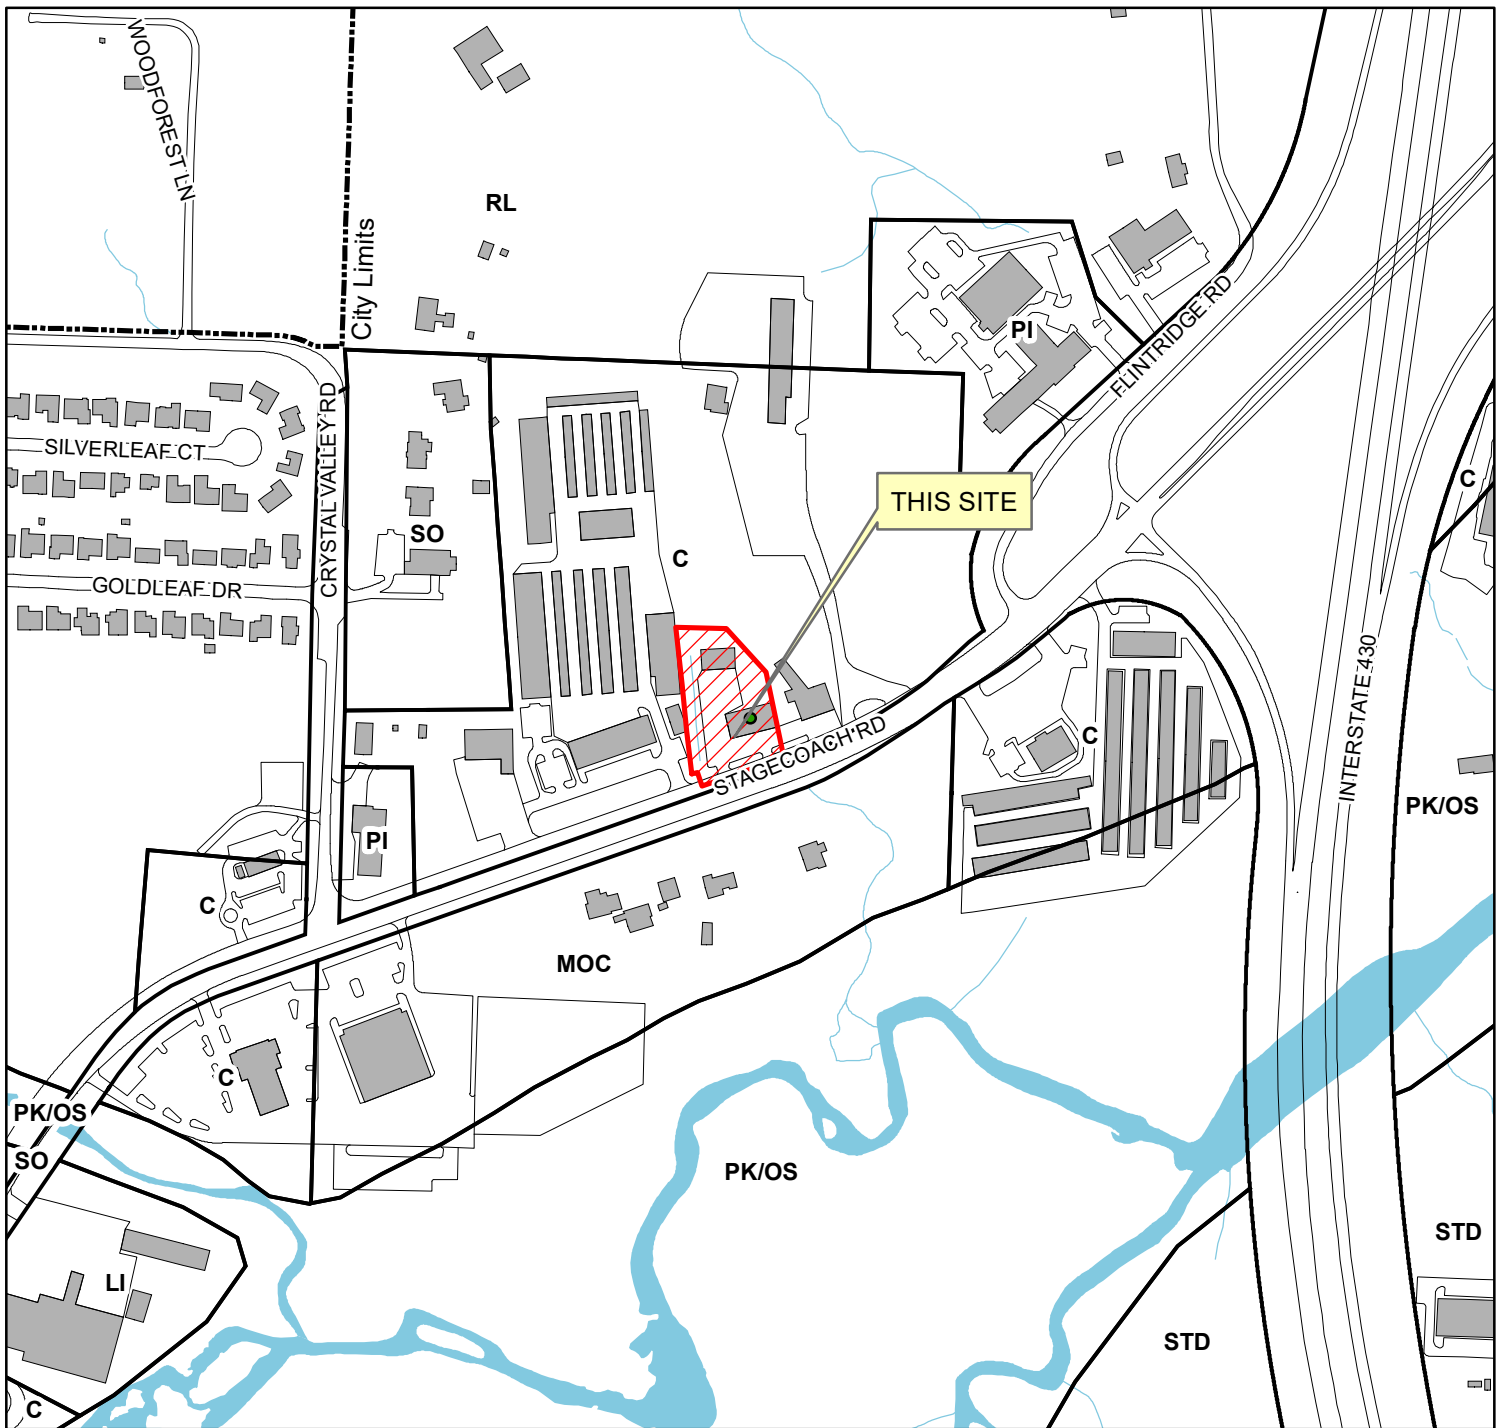 WOODFOREST LN
City Limits
RL
PI
FLINTRIDGE RD
CRYSTAL VALLEY RD
SILVERLEAF CT
C
THIS SITE
SO
C
GOLDLEAF DR
INTERSTATE 430
STAGECOACH RD
C
PK/OS
PI
C
MOC
C
PK/OS
SO
PK/OS
STD
LI
STD
C